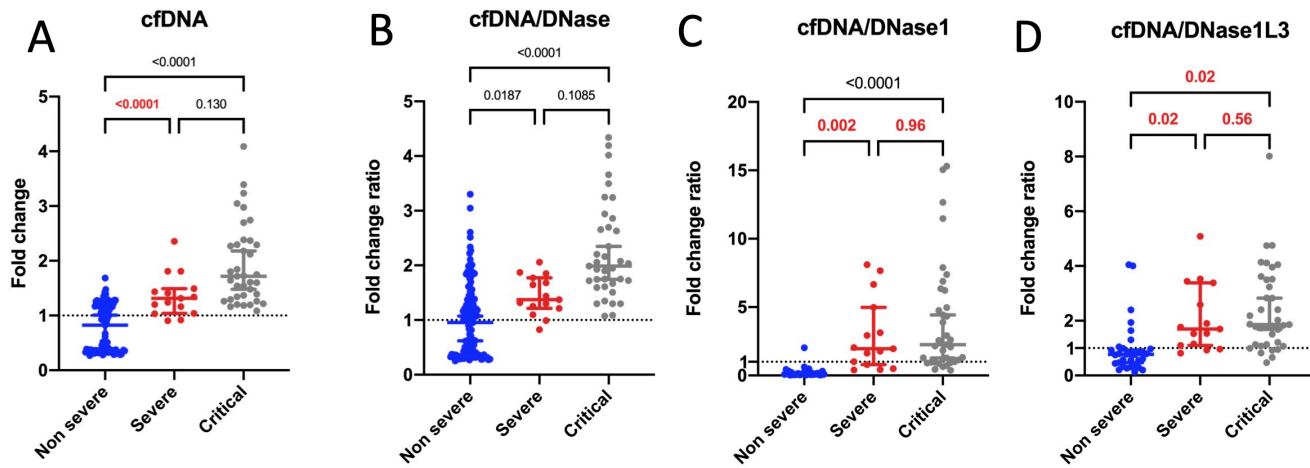 A
cfDNA
<0.0001
<0.0001
0.130
Fold change
5
4
3
2
1
0
Non severe
Severe
Critical
B
cfDNA/DNase
<0.0001
0.0187
0.1085
Fold change ratio
5
4
3
2
1
0
Non severe
Severe
Critical
C
cfDNA/DNase1
<0.0001
0.002
0.96
Fold change ratio
20
15
10
5
1
0
Non severe
Severe
Critical
D
cfDNA/DNase1L3
0.02
0.02
0.56
Fold change ratio
10
8
6
4
2
1
0
Non severe
Severe
Critical